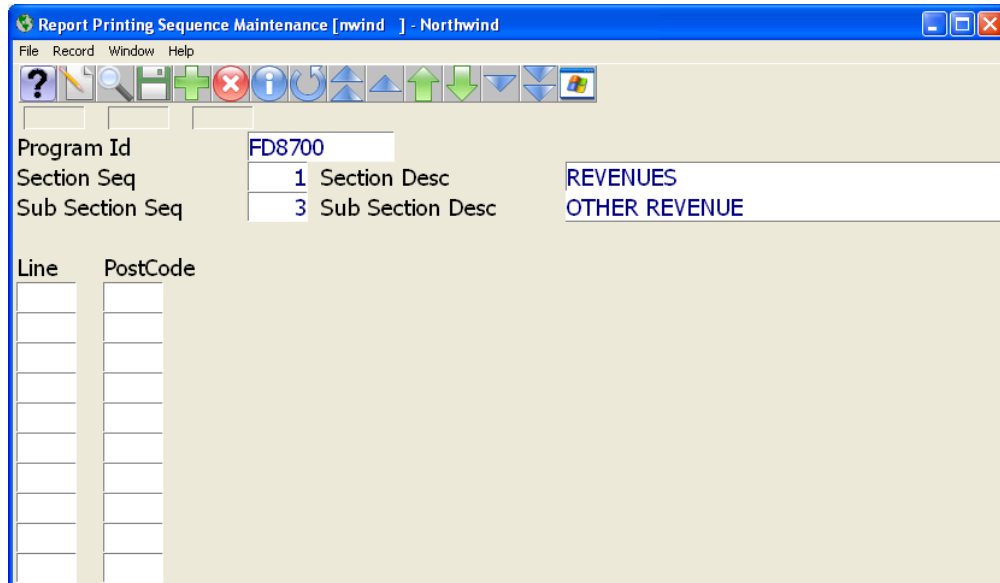 Report Printing Sequence Maintenance [nwind   ] - Northwind
File Record Window Help
?
Program Id FD8700
Section Seq 1 Section Desc REVENUES
Sub Section Seq 3 Sub Section Desc OTHER REVENUE
Line PostCode